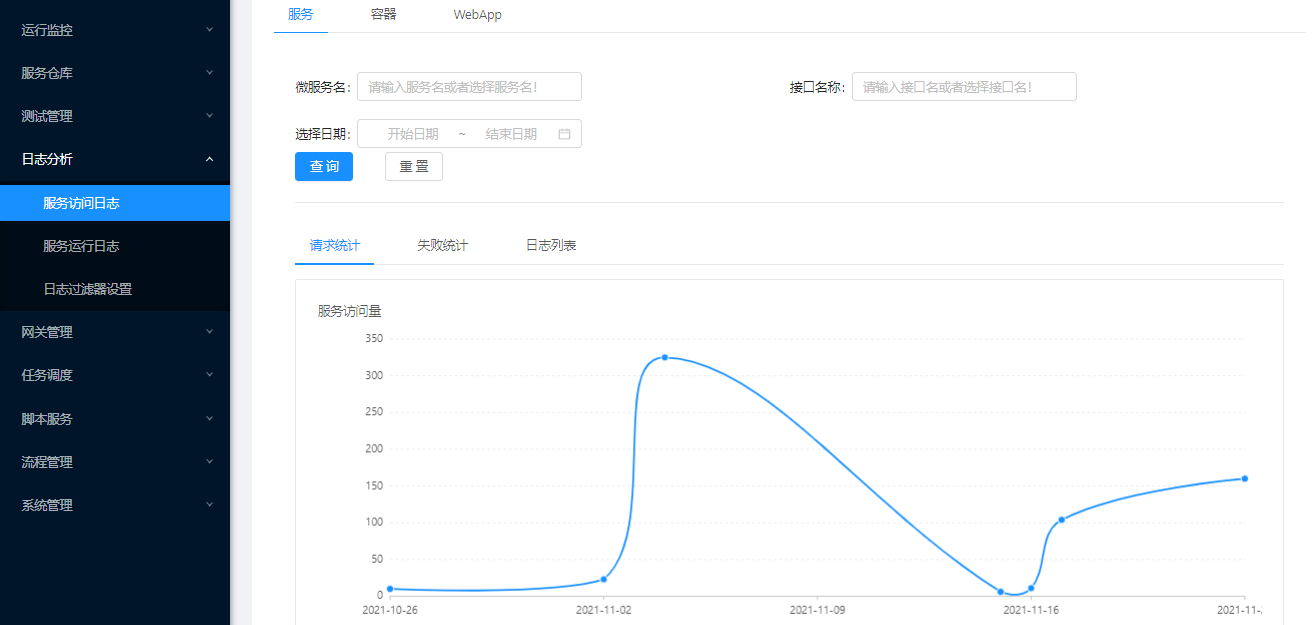 运行监控
服务仓库
测试管理
日志分析
服务访问日志
服务运行日志
日志过滤器设置
网关管理
任务调度
脚本服务
流程管理
系统管理
服务 容器 WebApp
微服务名: 请输入服务名或者选择服务名! 接口名称: 请输入接口名或者选择接口名!
选择日期: 开始日期 ~ 结束日期
查 询 重 置
请求统计 失败统计 日志列表
服务访问量
350
300
250
200
150
100
50
0
2021-10-26 2021-11-02 2021-11-09 2021-11-16 2021-11-